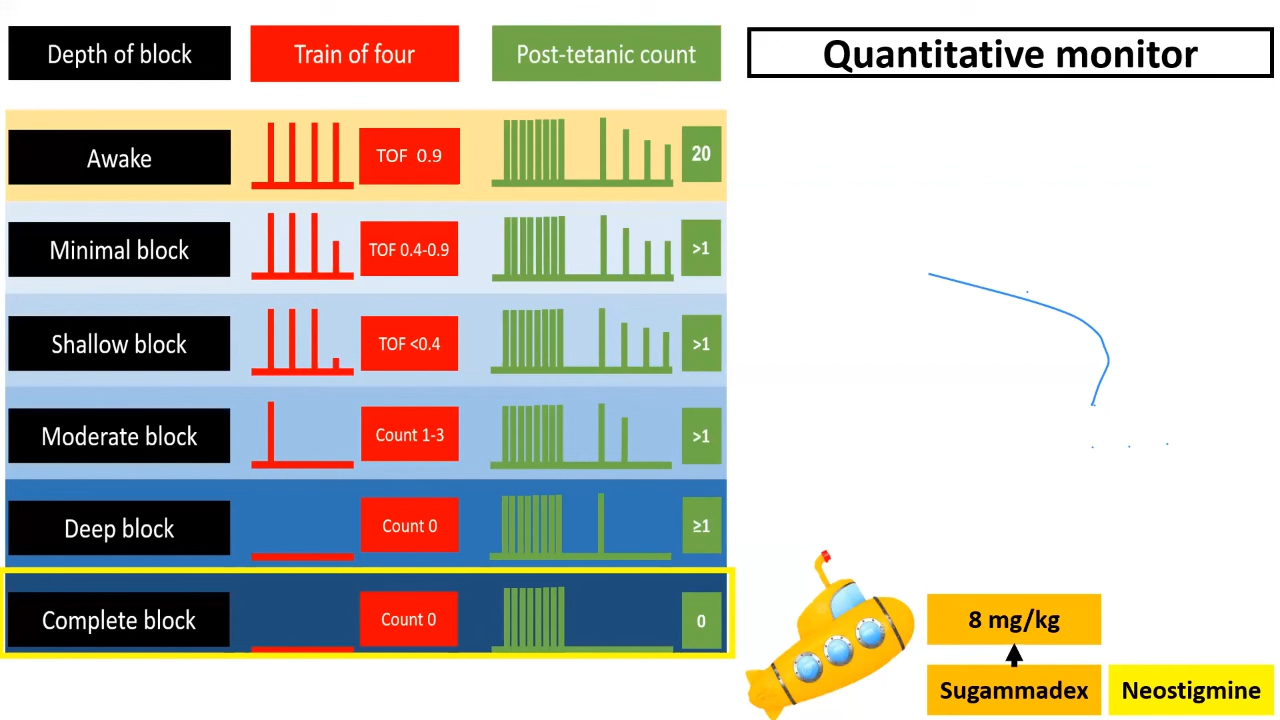 Depth of block
Train of four
Post-tetanic count
Quantitative monitor
Awake
TOF 0.9
20
Minimal block
TOF 0.4-0.9
>1
Shallow block
TOF <0.4
>1
Moderate block
Count 1-3
>1
Deep block
Count 0
≥1
Complete block
Count 0
0
8 mg/kg
Sugammadex
Neostigmine